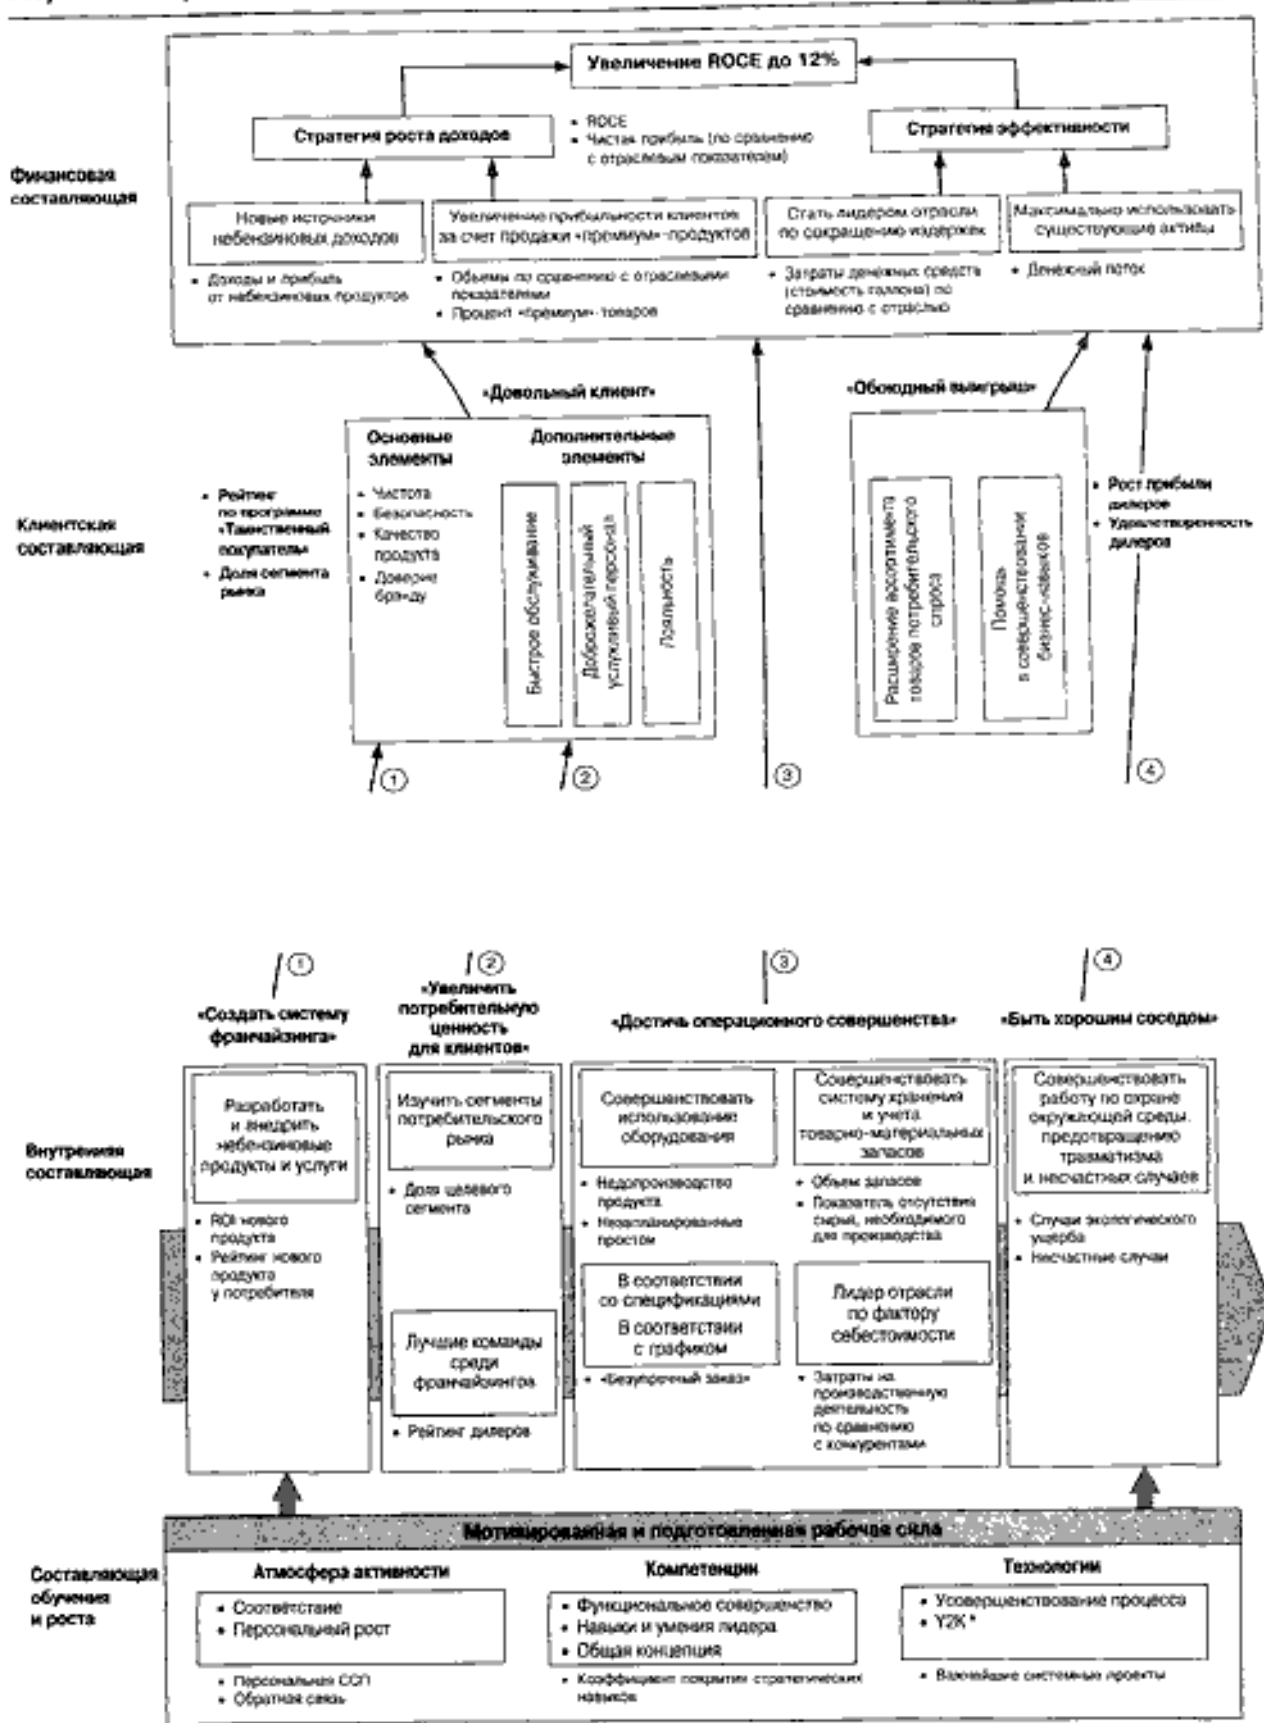 Увеличение ROCE до 12%
Стратегия роста доходов
• ROCE
• Чистая прибыль (по сравнению
с отраслевым показателем)
Стратегия эффективности
Финансовая
составляющая
Новые источники
небензиновых доходов
Увеличение прибыльности клиентов
за счет продажи «премиум»-продуктов
Стать лидером отрасли
по сокращению издержек
Максимально использовать
существующие активы
• Доходы и прибыль
от небензиновых продуктов
• Объемы по сравнению с отраслевыми
показателями
• Процент «премиум»-товаров
• Затраты денежных средств
(стоимость галлона) по
сравнению с отраслью
• Денежный поток
«Довольный клиент»
«Обоюдный выигрыш»
Клиентская
составляющая
• Рейтинг
по программе
«Таинственный
покупатель»
• Доля сегмента
рынка
Основные
элементы
• Чистота
• Безопасность
• Качество
продукта
• Доверие
бренду
Дополнительные
элементы
Быстрое обслуживание
Доброжелательный
услужливый персонал
Лояльность
Расширение ассортимента
товаров потребительского
спроса
Помощь
в совершенствовании
бизнес-навыков
• Рост прибыли
дилеров
• Удовлетворенность
дилеров
1
2
3
4
1
2
3
4
«Создать систему
франчайзинга»
«Увеличить
потребительную
ценность
для клиентов»
«Достичь операционного совершенства»
«Быть хорошим соседом»
Внутренняя
составляющая
Разработать
и внедрить
небензиновые
продукты и услуги
• ROI нового
продукта
• Рейтинг нового
продукта
у потребителя
Изучить сегменты
потребительского
рынка
• Доля целевого
сегмента
Лучшие команды
среди
франчайзингов
• Рейтинг дилеров
Совершенствовать
использование
оборудования
• Недопроизводство
продукта
• Незапланированные
простои
В соответствии
со спецификациями
В соответствии
с графиком
• «Безупречный заказ»
Совершенствовать
систему хранения
и учета
товарно-материальных
запасов
• Объем запасов
• Показатель отсутствия
сырья, необходимого
для производства
Лидер отрасли
по фактору
себестоимости
• Затраты на
производственную
деятельность
по сравнению
с конкурентами
Совершенствовать
работу по охране
окружающей среды,
предотвращению
травматизма
и несчастных случаев
• Случаи экологического
ущерба
• Несчастные случаи
Мотивированная и подготовленная рабочая сила
Составляющая
обучения
и роста
Атмосфера активности
• Соответствие
• Персональный рост
• Персональная ССП
• Обратная связь
Компетенции
• Функциональное совершенство
• Навыки и умения лидера
• Общая концепция
• Коэффициент покрытия стратегических
навыков
Технологии
• Усовершенствование процесса
• Y2K*
• Важнейшие системные проекты